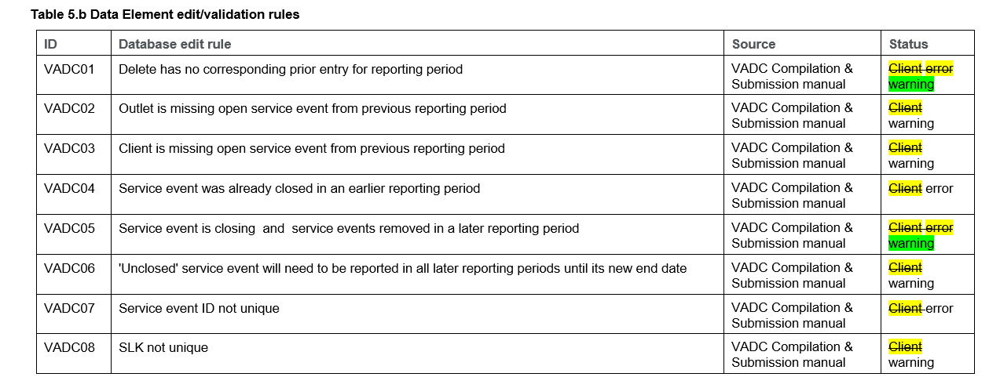 Table 5.b Data Element edit/validation rules
ID Database edit rule Source Status
VADC01 Delete has no corresponding prior entry for reporting period VADC Compilation & Client error
Submission manual warning
VADC02 Outlet is missing open service event from previous reporting period VADC Compilation & Client
Submission manual warning
VADC03 Client is missing open service event from previous reporting period VADC Compilation & Client
Submission manual warning
VADC04 Service event was already closed in an earlier reporting period VADC Compilation & Client error
Submission manual
VADC05 Service event is closing  and  service events removed in a later reporting period VADC Compilation & Client error
Submission manual warning
VADC06 'Unclosed' service event will need to be reported in all later reporting periods until its new end date VADC Compilation & Client
Submission manual warning
VADC07 Service event ID not unique VADC Compilation & Client error
Submission manual
VADC08 SLK not unique VADC Compilation & Client
Submission manual warning